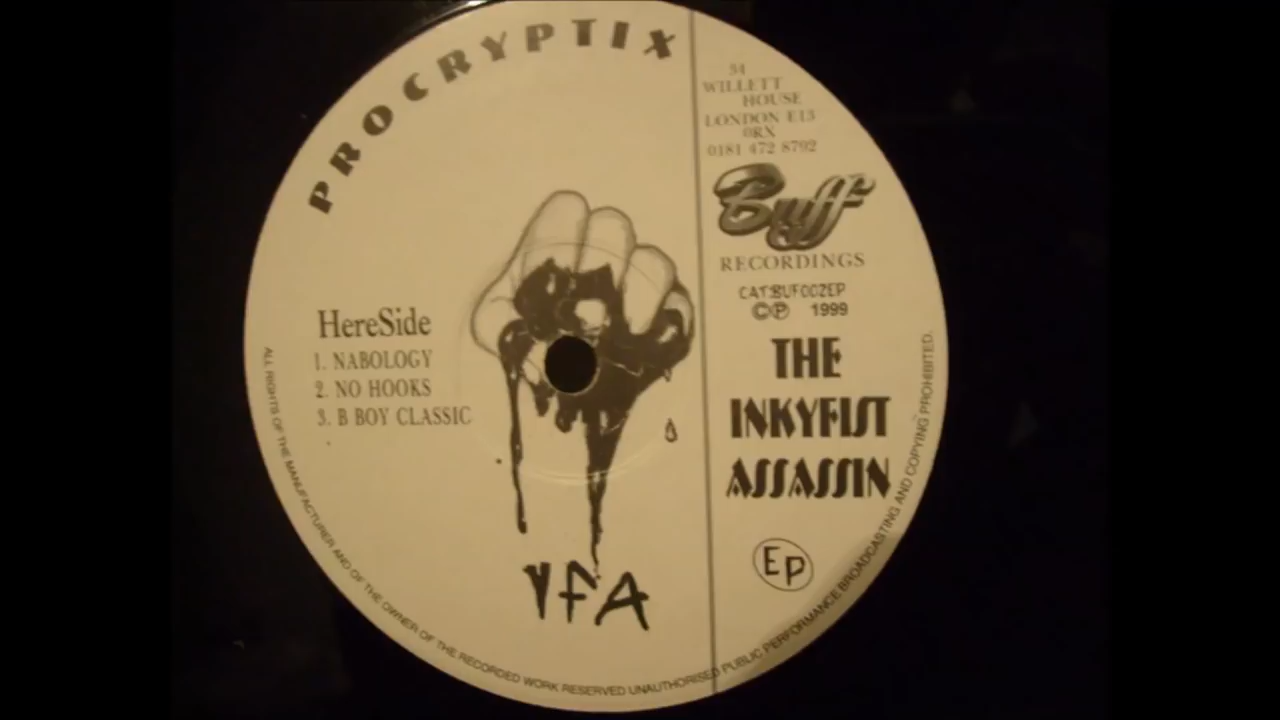 PROCRYPTIX
34
WILLETT
HOUSE
LONDON E13
0RX
0181 472 8792
Buff
RECORDINGS
CAT:BUF002EP
©℗ 1999
THE
INKYFIST
ASSASSIN
EP
HereSide
1. NABOLOGY
2. NO HOOKS
3. B BOY CLASSIC
IFA
ALL RIGHTS OF THE MANUFACTURER AND OF THE OWNER OF THE RECORDED WORK RESERVED UNAUTHORISED PUBLIC PERFORMANCE BROADCASTING AND COPYING PROHIBITED.